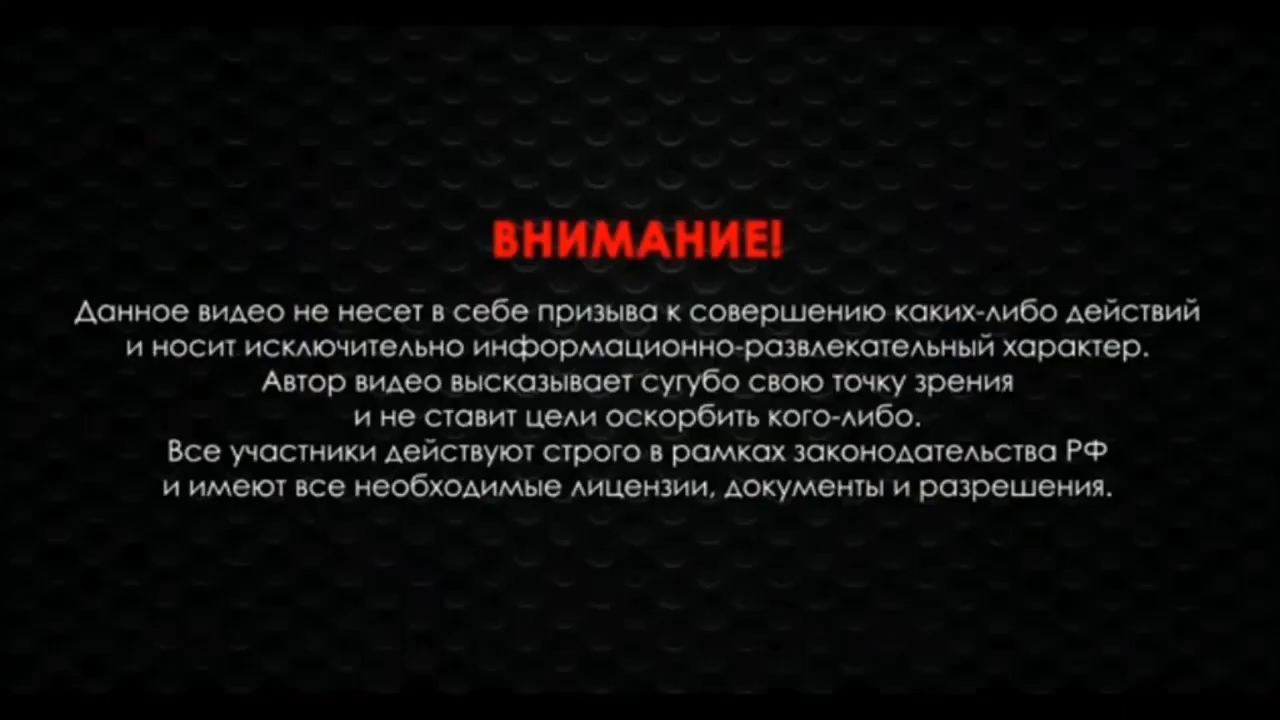 ВНИМАНИЕ!
Данное видео не несет в себе призыва к совершению каких-либо действий
и носит исключительно информационно-развлекательный характер.
Автор видео высказывает сугубо свою точку зрения
и не ставит цели оскорбить кого-либо.
Все участники действуют строго в рамках законодательства РФ
и имеют все необходимые лицензии, документы и разрешения.